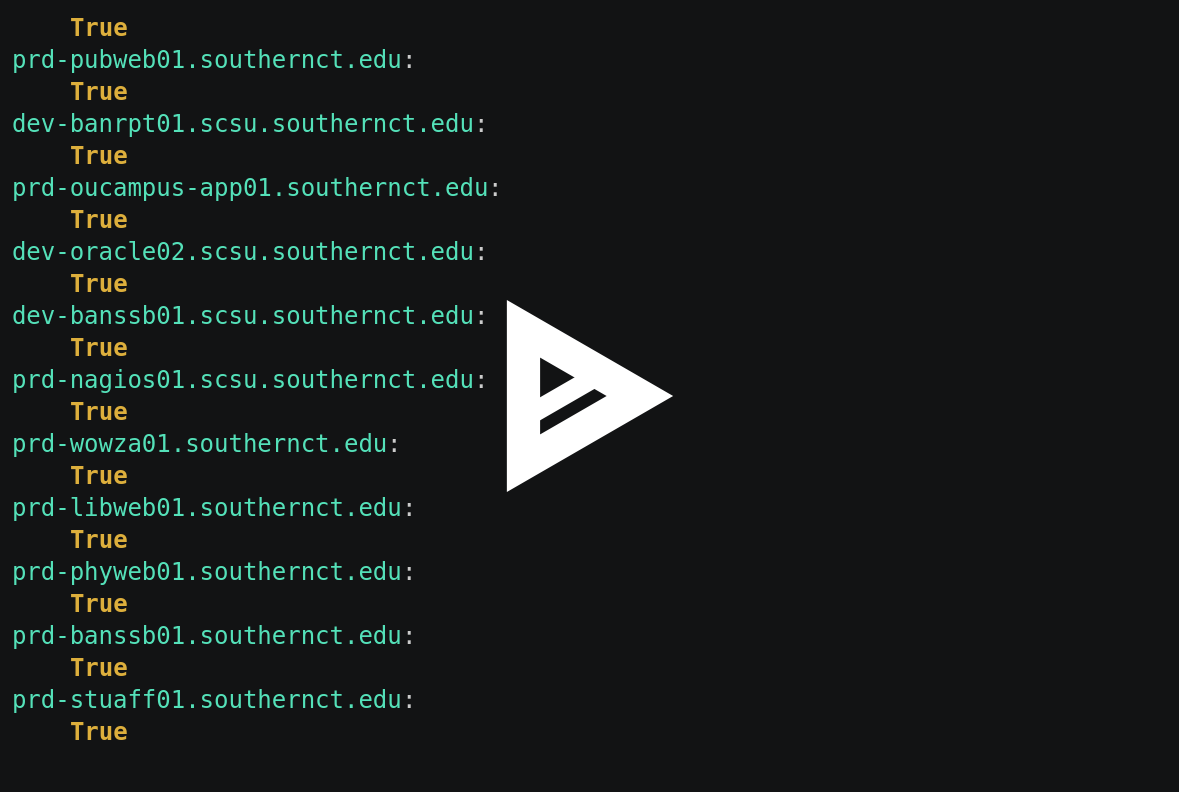 True
prd-pubweb01.southernct.edu:
True
dev-banrpt01.scsu.southernct.edu:
True
prd-oucampus-app01.southernct.edu:
True
dev-oracle02.scsu.southernct.edu:
True
dev-banssb01.scsu.southernct.edu:
True
prd-nagios01.scsu.southernct.edu:
True
prd-wowza01.southernct.edu:
True
prd-libweb01.southernct.edu:
True
prd-phyweb01.southernct.edu:
True
prd-banssb01.southernct.edu:
True
prd-stuaff01.southernct.edu:
True